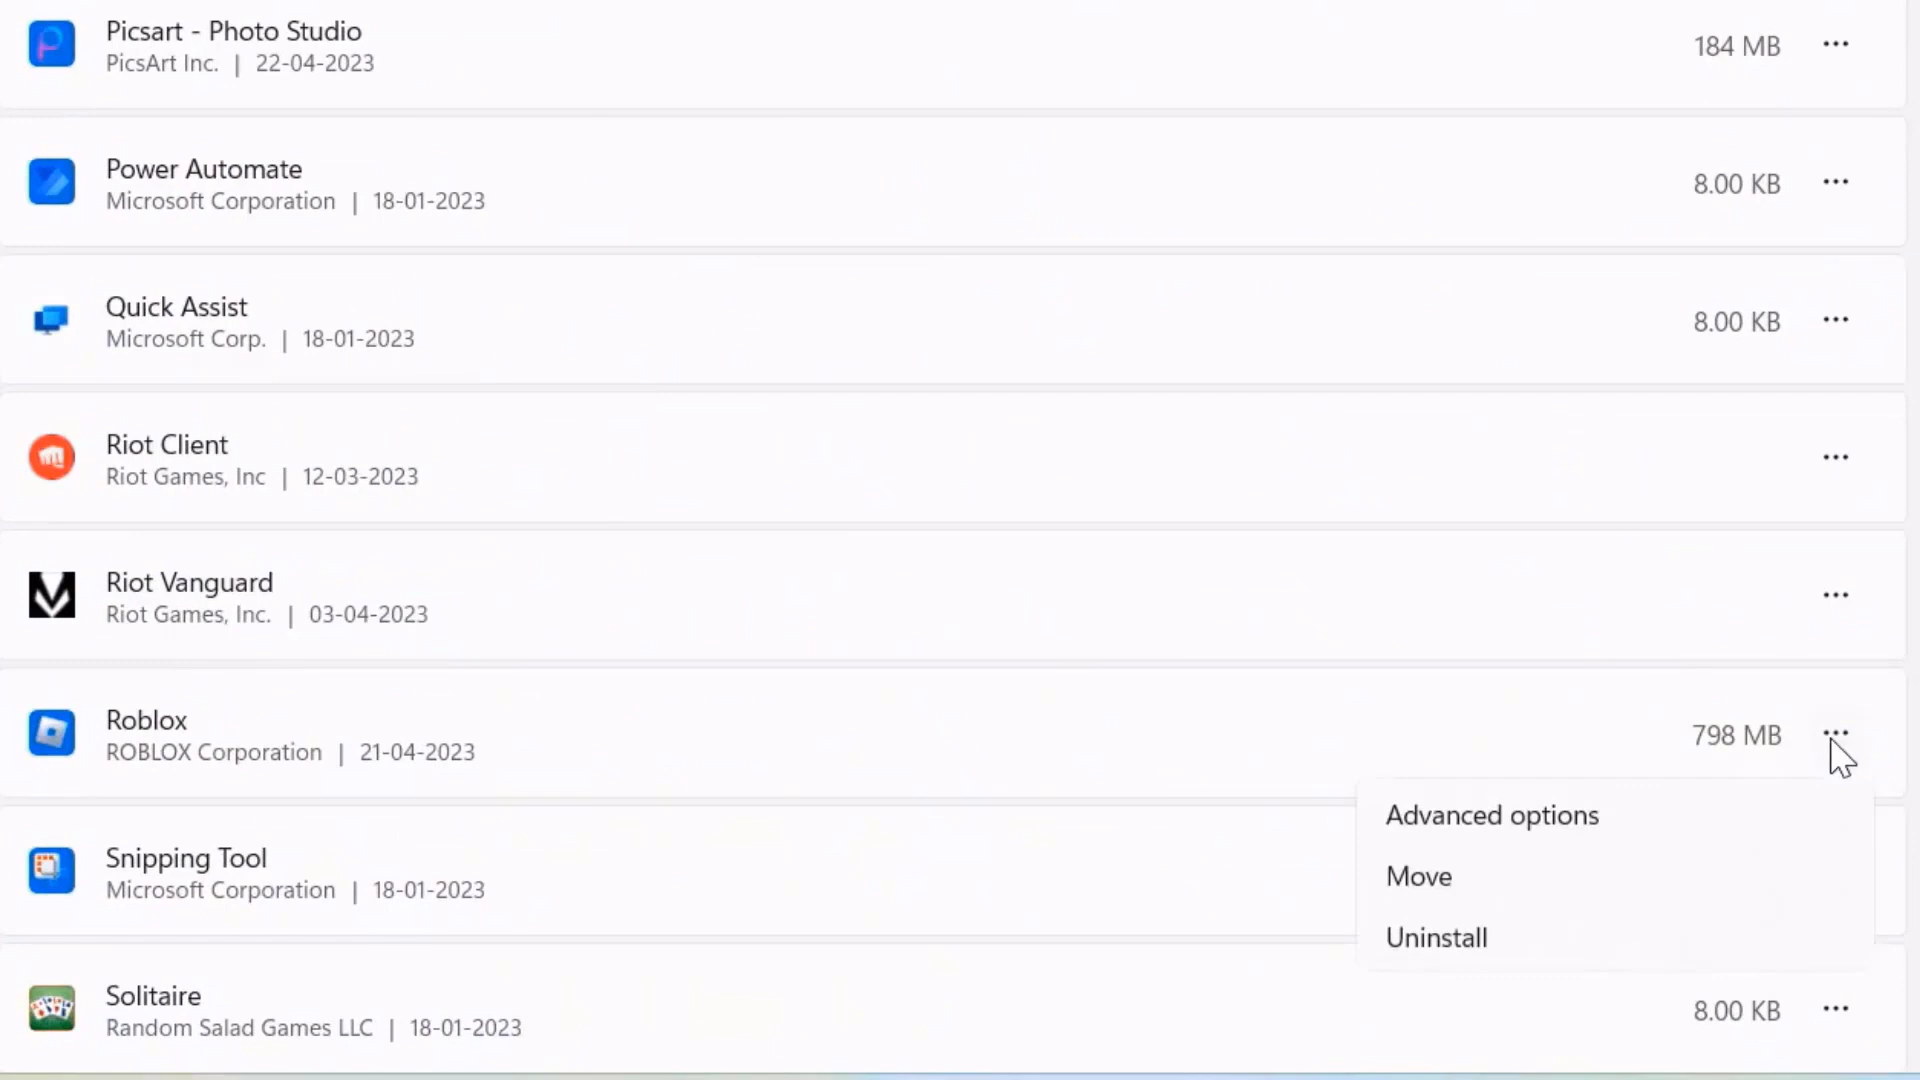 Picsart - Photo Studio
PicsArt Inc. | 22-04-2023
184 MB
Power Automate
Microsoft Corporation | 18-01-2023
8.00 KB
Quick Assist
Microsoft Corp. | 18-01-2023
8.00 KB
Riot Client
Riot Games, Inc | 12-03-2023
Riot Vanguard
Riot Games, Inc. | 03-04-2023
Roblox
ROBLOX Corporation | 21-04-2023
798 MB
Advanced options
Move
Uninstall
Snipping Tool
Microsoft Corporation | 18-01-2023
Solitaire
Random Salad Games LLC | 18-01-2023
8.00 KB